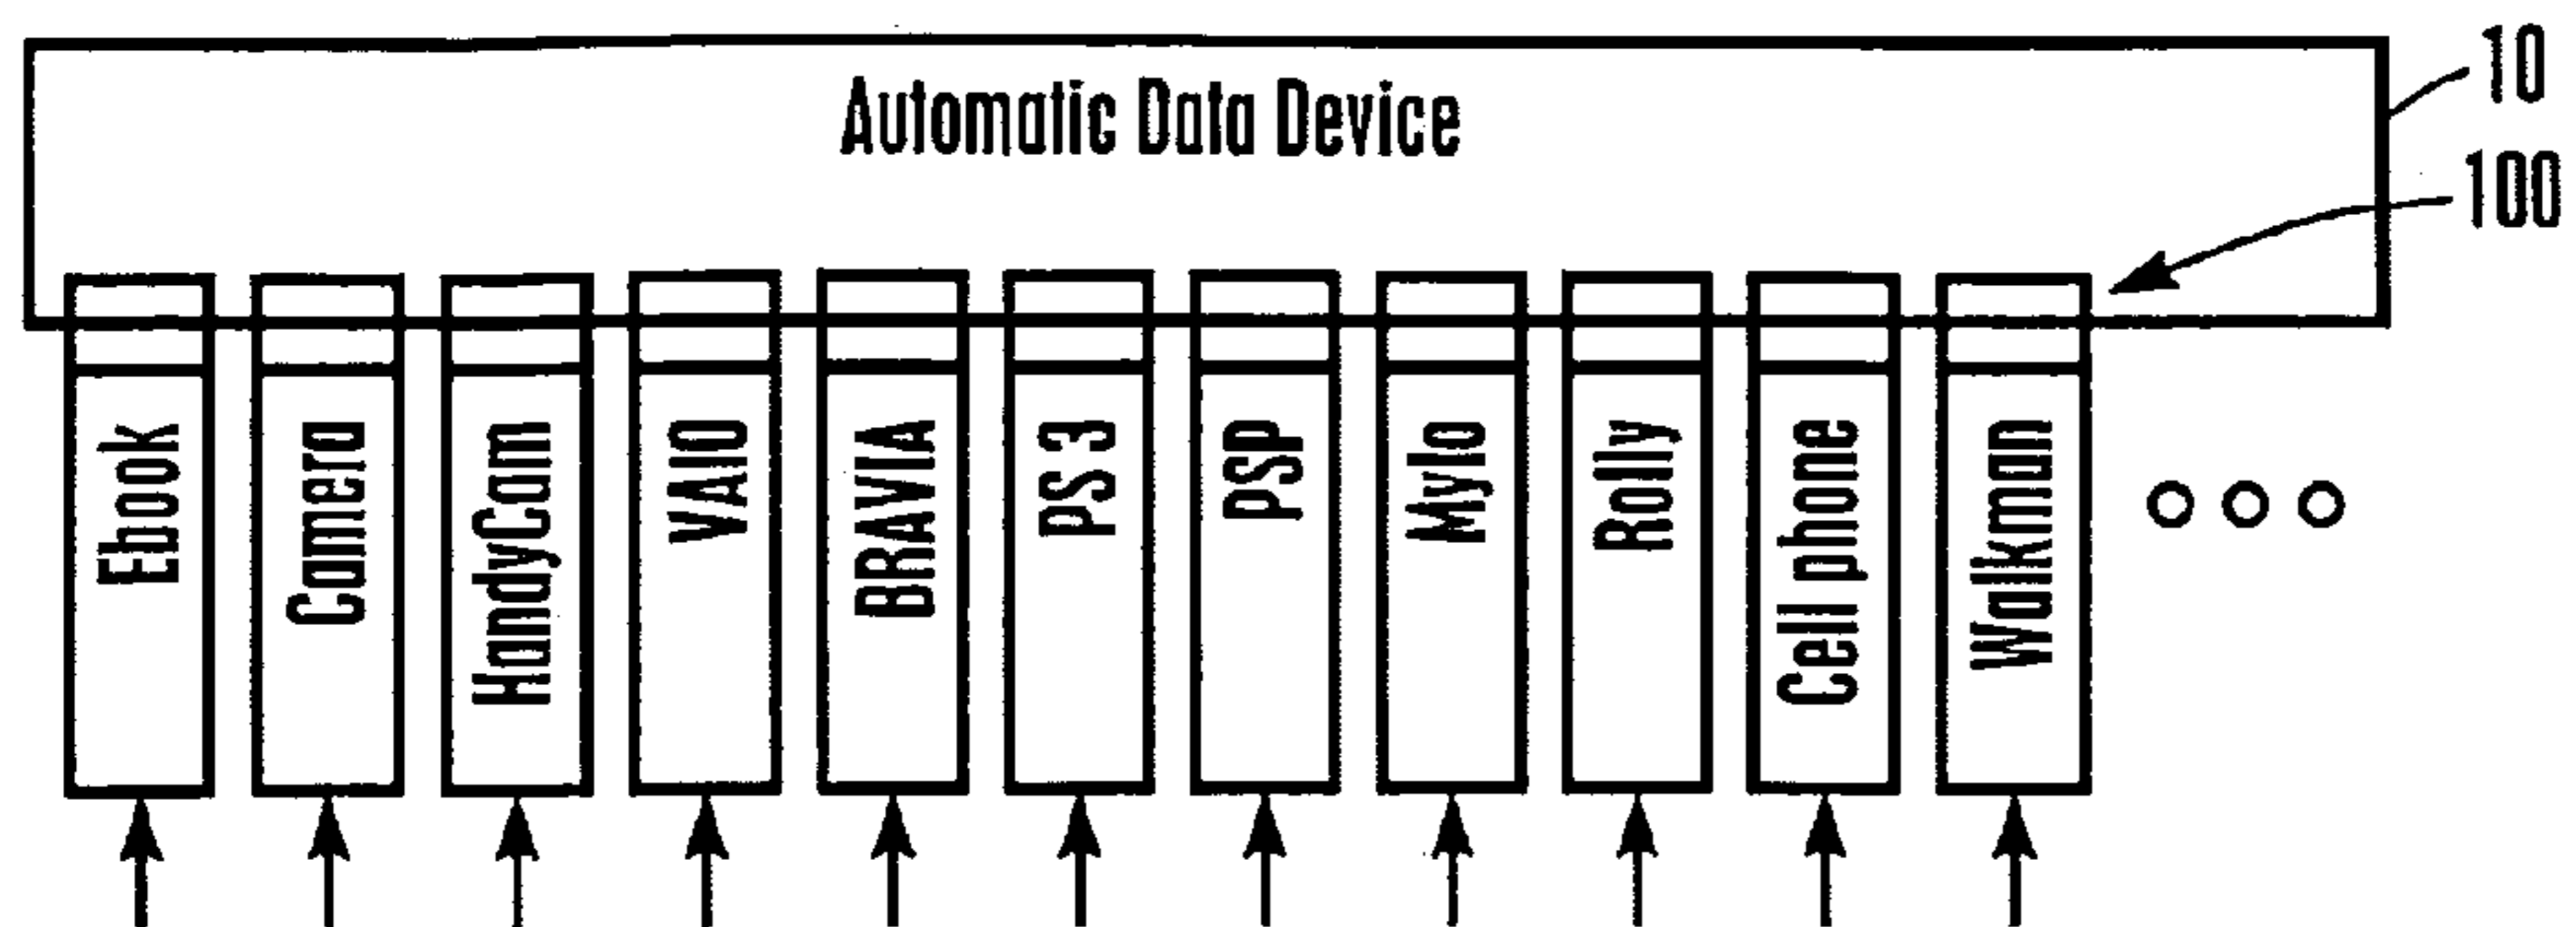 Automatic Data Device
10
100
Ebook
Camera
HandyCam
VAIO
BRAVIA
PS 3
PSP
Mylo
Rolly
Cell phone
Walkman